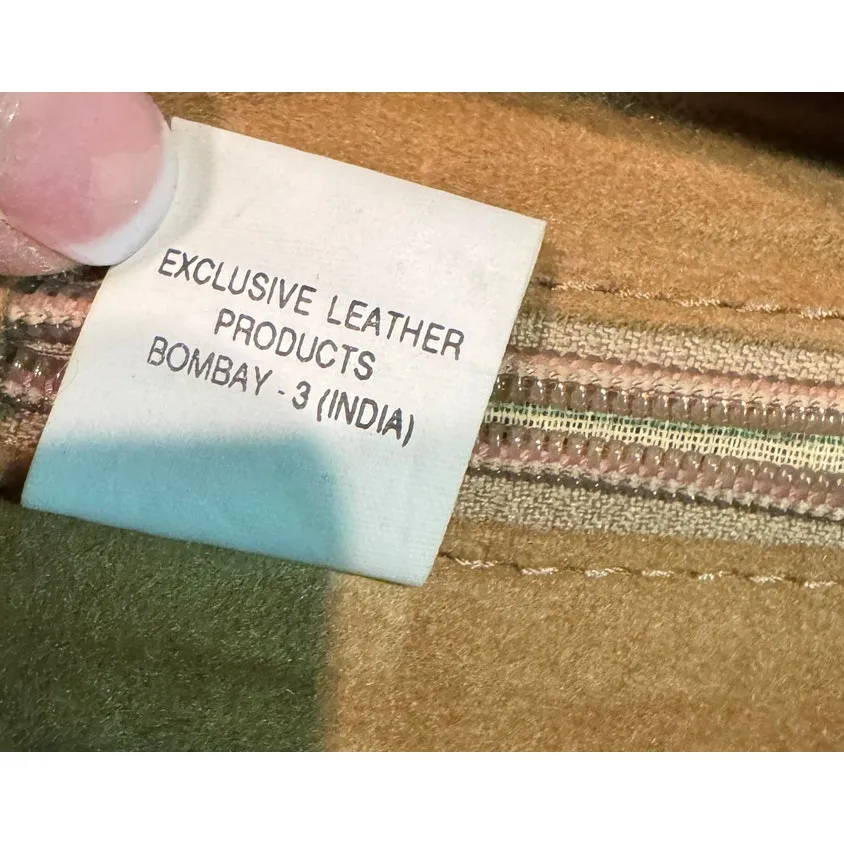 EXCLUSIVE LEATHER
PRODUCTS
BOMBAY - 3 (INDIA)